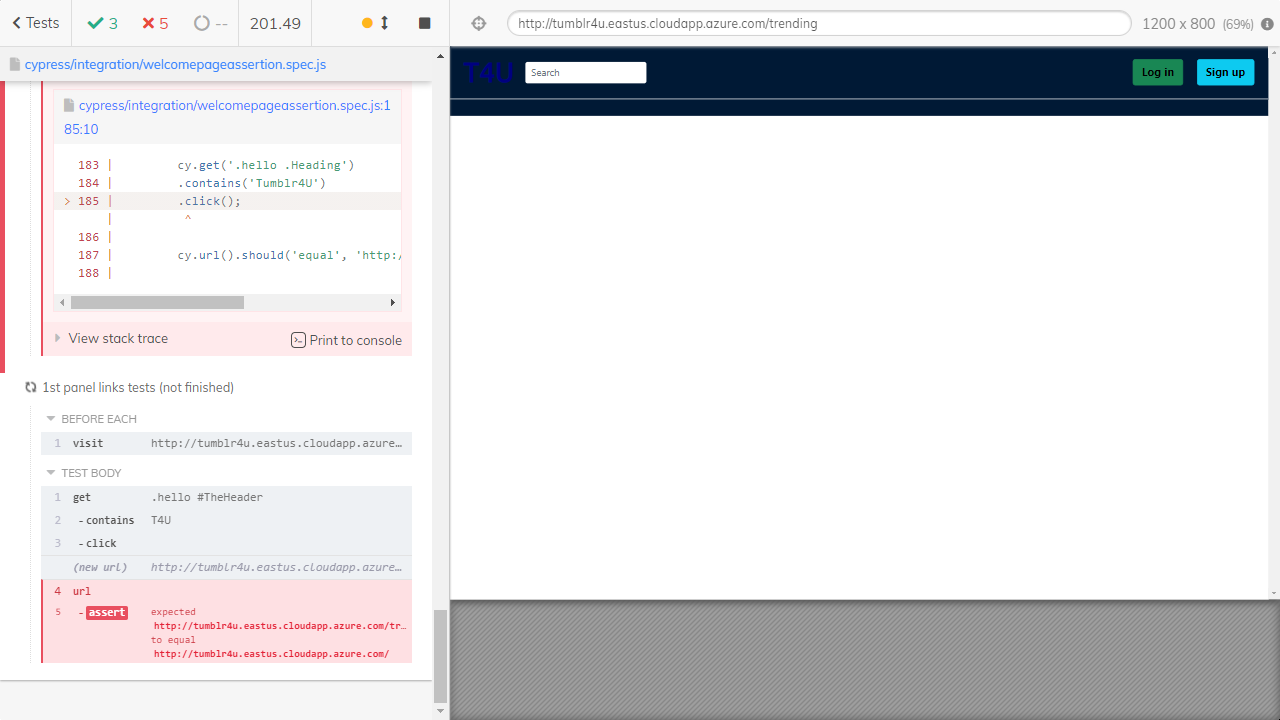 Tests
3
5
--
201.49
http://tumblr4u.eastus.cloudapp.azure.com/trending
1200 x 800 (69%)
cypress/integration/welcomepageassertion.spec.js
cypress/integration/welcomepageassertion.spec.js:1
85:10
183 | cy.get('.hello .Heading')
184 | .contains('Tumblr4U')
> 185 | .click();
| ^
186 |
187 | cy.url().should('equal', 'http:/
188 |
View stack trace
Print to console
1st panel links tests (not finished)
BEFORE EACH
1 visit http://tumblr4u.eastus.cloudapp.azure…
TEST BODY
1 get .hello #TheHeader
2 -contains T4U
3 -click
(new url) http://tumblr4u.eastus.cloudapp.azure…
4 url
5 -assert expected
http://tumblr4u.eastus.cloudapp.azure.com/tr…
to equal
http://tumblr4u.eastus.cloudapp.azure.com/
T4U
Search
Log in
Sign up